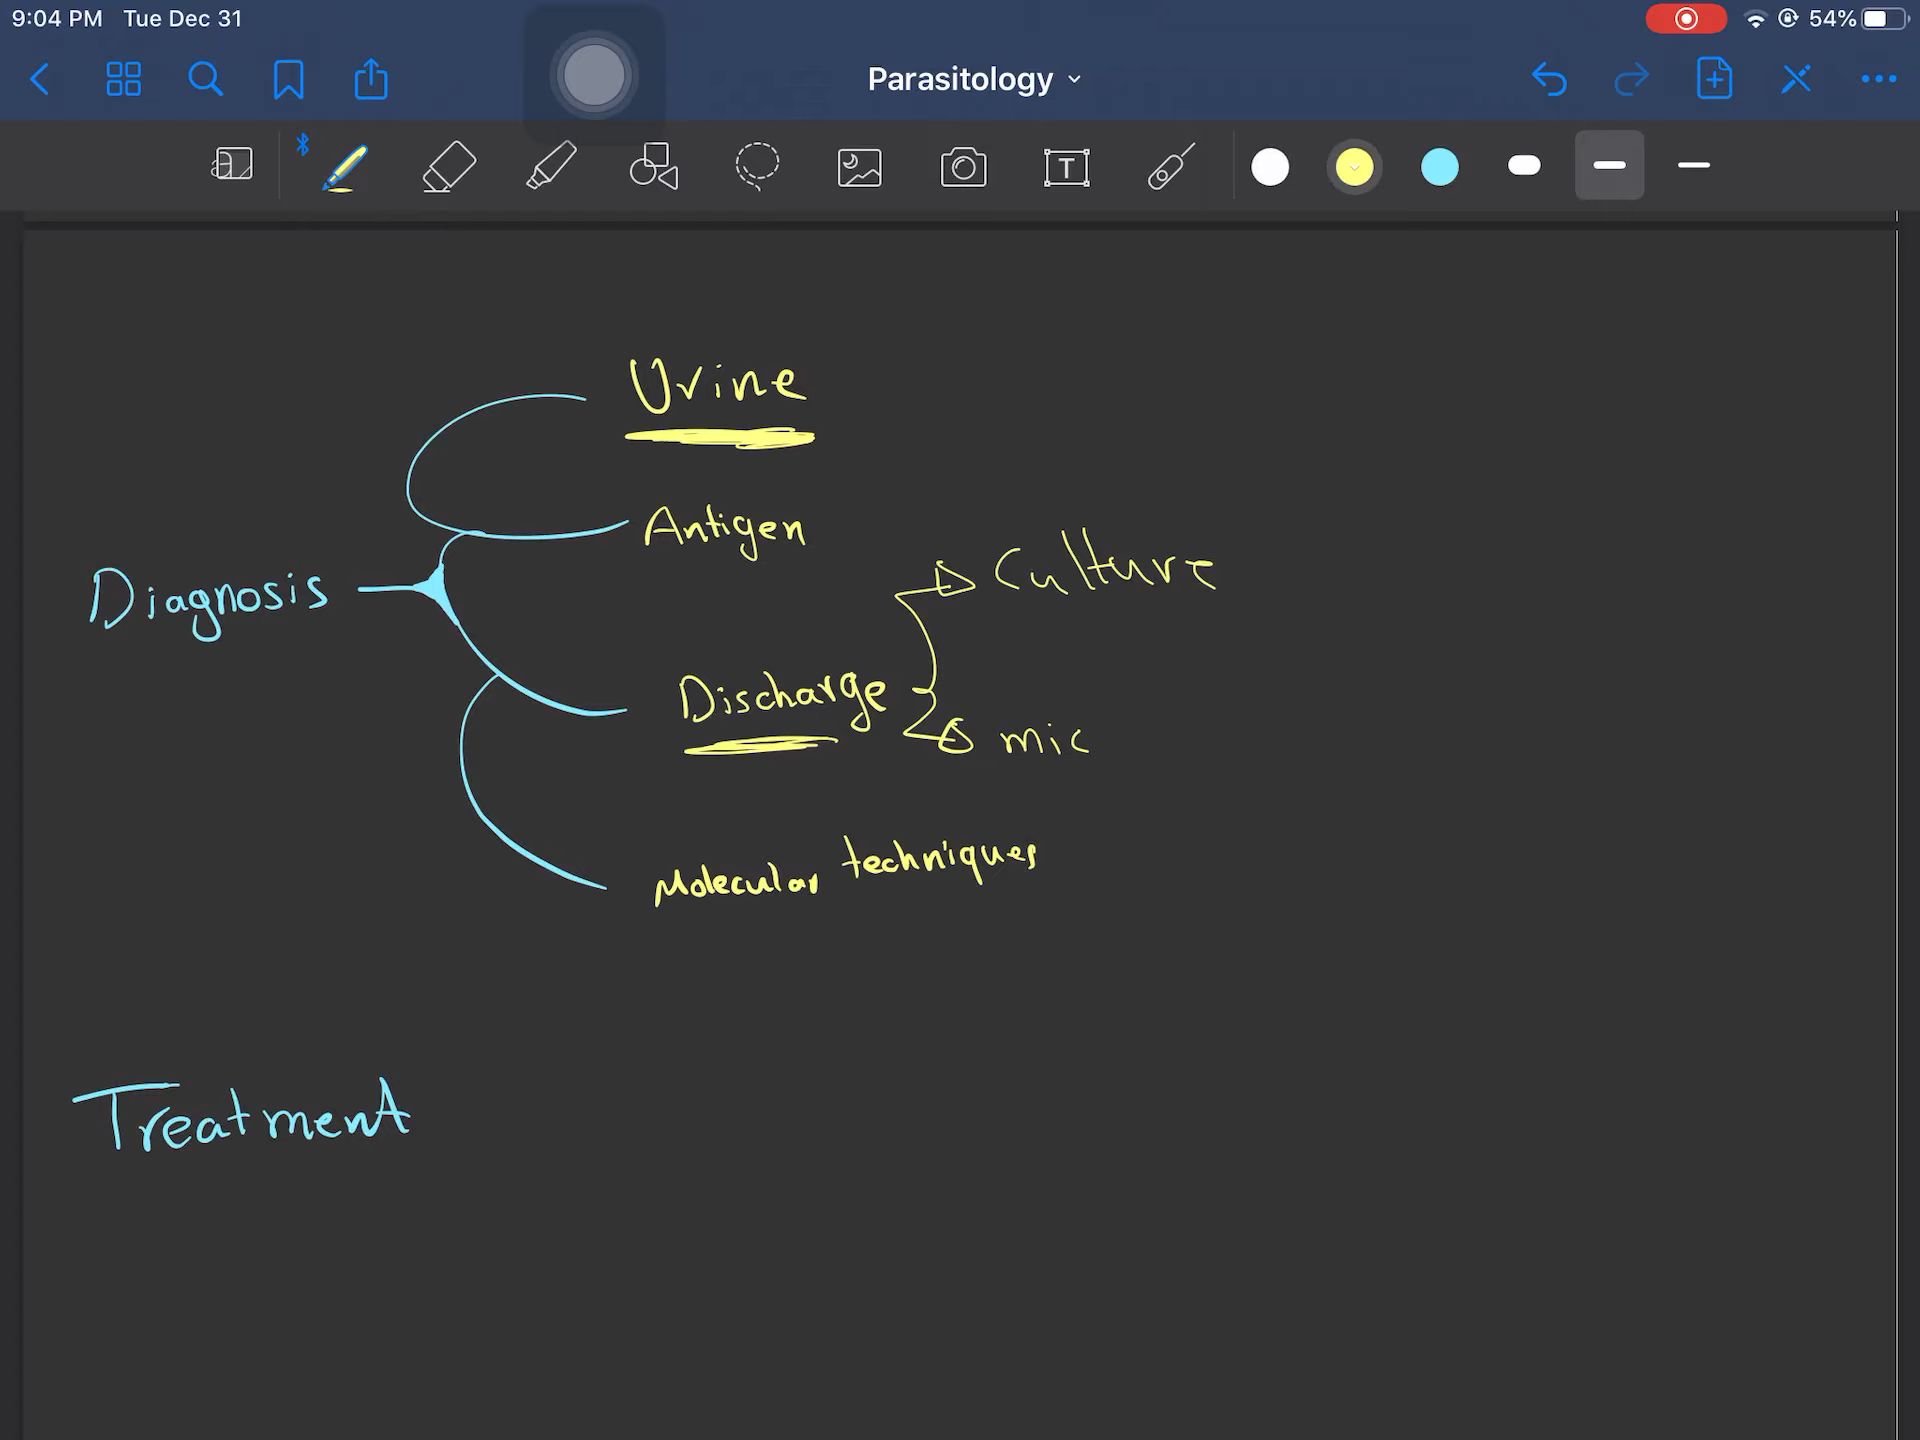 9:04 PM Tue Dec 31
54%
Parasitology
T
Urine
Antigen
Diagnosis
Culture
Discharge
mic
Molecular techniques
Treatment